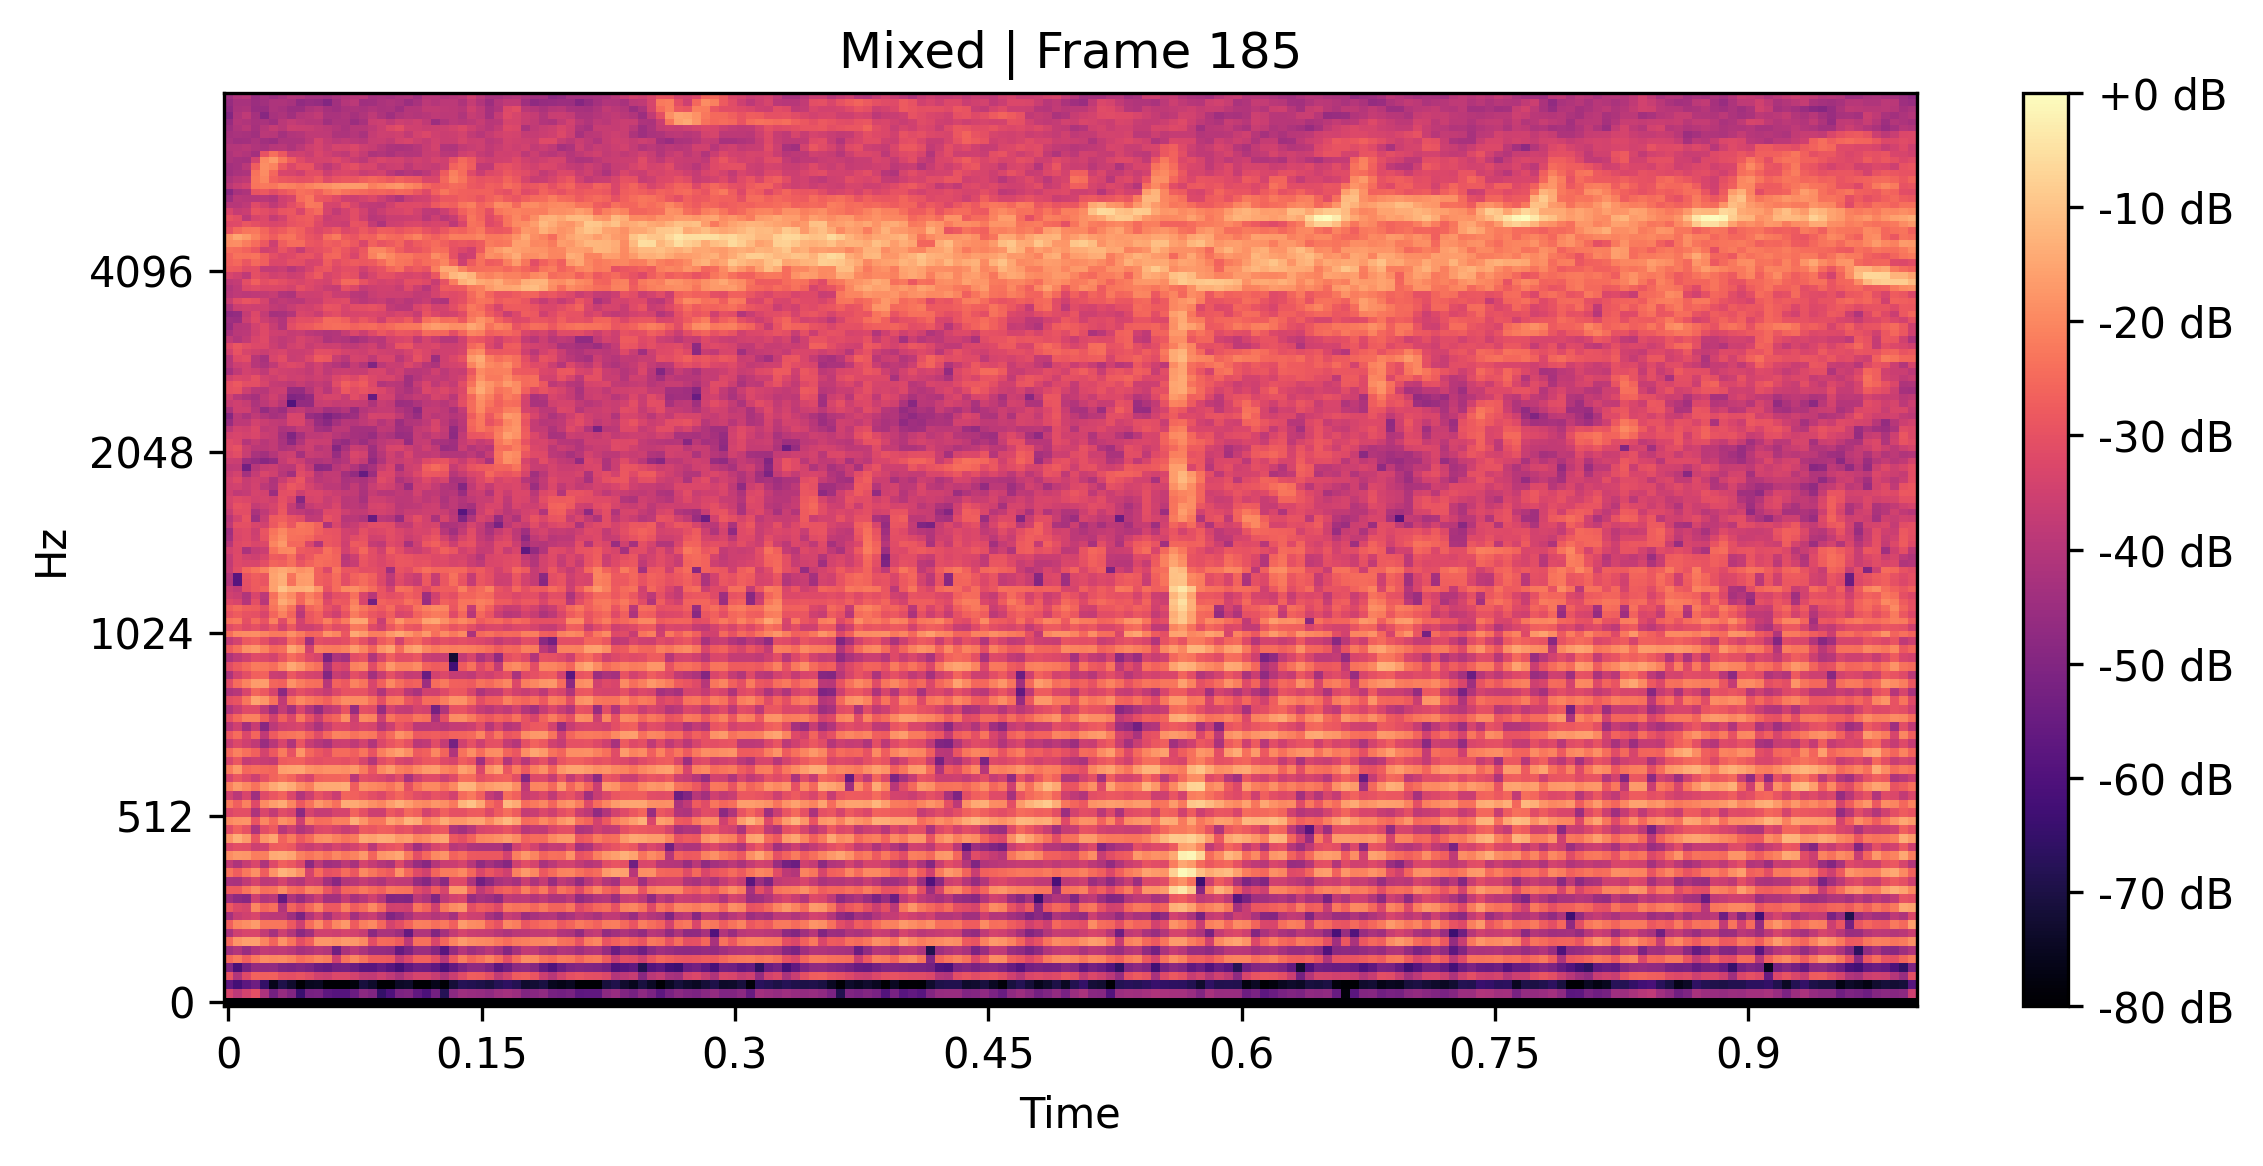 Mixed | Frame 185
Hz
4096
2048
1024
512
0
0 0.15 0.3 0.45 0.6 0.75 0.9
Time
+0 dB
-10 dB
-20 dB
-30 dB
-40 dB
-50 dB
-60 dB
-70 dB
-80 dB